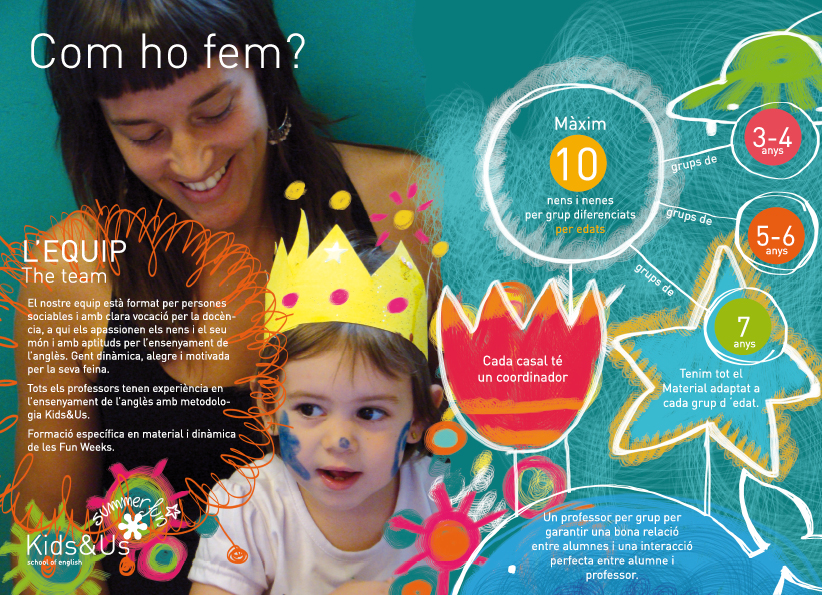 Com ho fem?
L'EQUIP
The team
El nostre equip està format per persones
sociables i amb clara vocació per la docèn-
cia, a qui els apassionen els nens i el seu
món i amb aptituds per l'ensenyament de
l'anglès. Gent dinàmica, alegre i motivada
per la seva feina.
Tots els professors tenen experiència en
l'ensenyament de l'anglès amb metodolo-
gia Kids&Us.
Formació específica en material i dinàmica
de les Fun Weeks.
summer fun
Kids&Us
school of english
Màxim
10
nens i nenes
per grup diferenciats
per edats
grups de
3-4
anys
grups de
5-6
anys
grups de
7
anys
Cada casal té
un coordinador
Tenim tot el
Material adaptat a
cada grup d ´edat.
Un professor per grup per
garantir una bona relació
entre alumnes i una interacció
perfecta entre alumne i
professor.